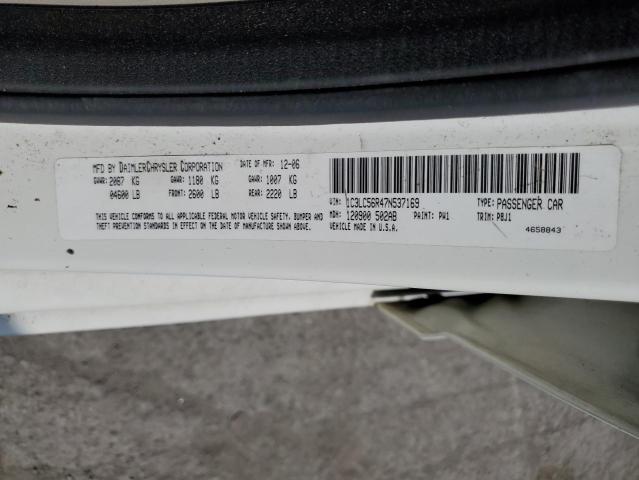 MFD BY DAIMLERCHRYSLER CORPORATION DATE OF MFR: 12-06
GVWR: 2087 KG GAWR: 1180 KG GAWR: 1007 KG
04600 LB FRONT: 2600 LB REAR: 2220 LB
THIS VEHICLE CONFORMS TO ALL APPLICABLE FEDERAL MOTOR VEHICLE SAFETY, BUMPER AND
THEFT PREVENTION STANDARDS IN EFFECT ON THE DATE OF MANUFACTURE SHOWN ABOVE.
VIN: 1C3LC56R47N537169 TYPE: PASSENGER CAR
MDH: 120900 502AB PAINT: PW1 TRIM: PBJ1
VEHICLE MADE IN U.S.A. 4658843